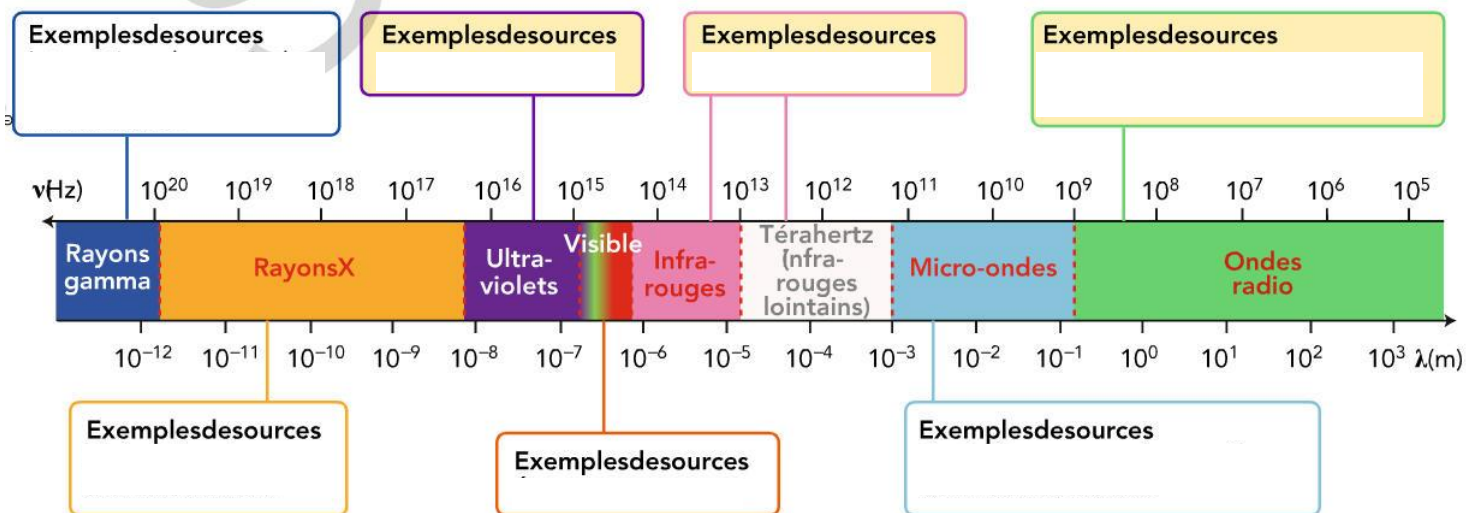 Exemplesdesources
Exemplesdesources
Exemplesdesources
Exemplesdesources
ν(Hz) 10²⁰ 10¹⁹ 10¹⁸ 10¹⁷ 10¹⁶ 10¹⁵ 10¹⁴ 10¹³ 10¹² 10¹¹ 10¹⁰ 10⁹ 10⁸ 10⁷ 10⁶ 10⁵
Rayons
gamma
RayonsX
Ultra-
violets
Visible
Infra-
rouges
Térahertz
(nfra-
rouges
lointains)
Micro-ondes
Ondes
radio
10⁻¹² 10⁻¹¹ 10⁻¹⁰ 10⁻⁹ 10⁻⁸ 10⁻⁷ 10⁻⁶ 10⁻⁵ 10⁻⁴ 10⁻³ 10⁻² 10⁻¹ 10⁰ 10¹ 10² 10³ λ(m)
Exemplesdesources
Exemplesdesources
Exemplesdesources